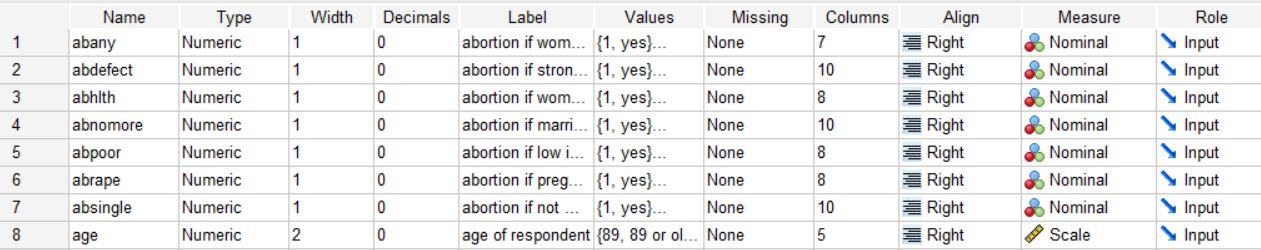 Name Type Width Decimals Label Values Missing Columns Align Measure Role
1 abany Numeric 1 0 abortion if wom... {1, yes}... None 7 Right Nominal Input
2 abdefect Numeric 1 0 abortion if stron... {1, yes}... None 10 Right Nominal Input
3 abhlth Numeric 1 0 abortion if wom... {1, yes}... None 8 Right Nominal Input
4 abnomore Numeric 1 0 abortion if marri... {1, yes}... None 10 Right Nominal Input
5 abpoor Numeric 1 0 abortion if low i... {1, yes}... None 8 Right Nominal Input
6 abrape Numeric 1 0 abortion if preg... {1, yes}... None 8 Right Nominal Input
7 absingle Numeric 1 0 abortion if not ... {1, yes}... None 10 Right Nominal Input
8 age Numeric 2 0 age of respondent {89, 89 or ol... None 5 Right Scale Input